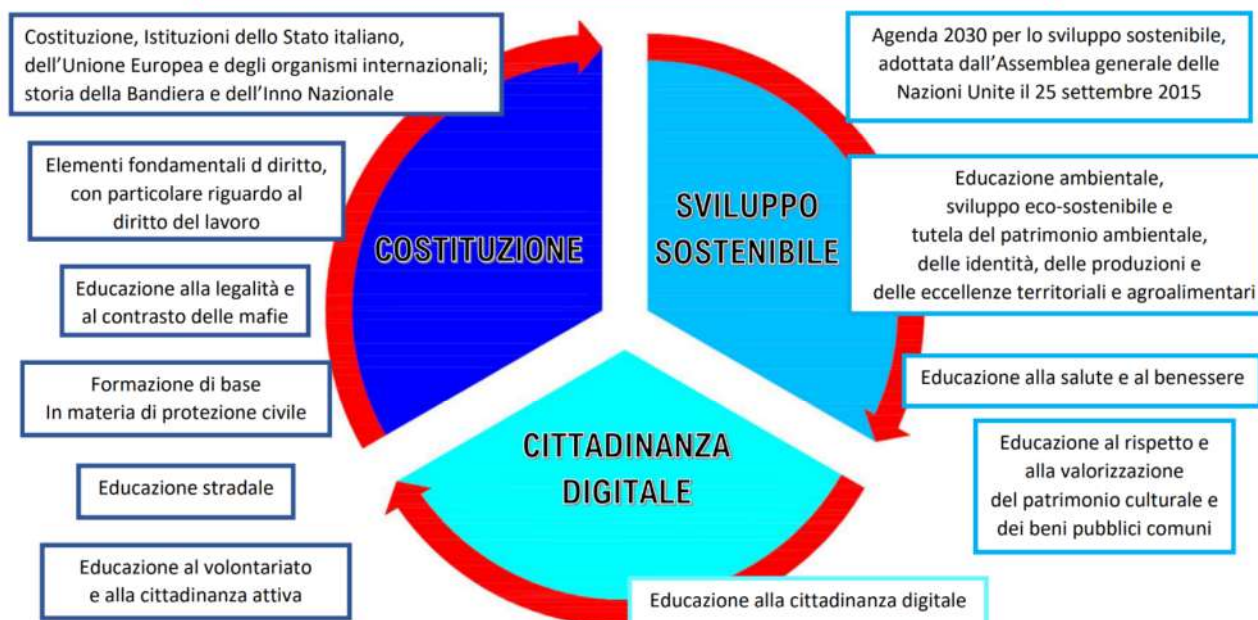 Costituzione, Istituzioni dello Stato italiano,
dell'Unione Europea e degli organismi internazionali;
storia della Bandiera e dell'Inno Nazionale
Elementi fondamentali d diritto,
con particolare riguardo al
diritto del lavoro
Educazione alla legalità e
al contrasto delle mafie
Formazione di base
In materia di protezione civile
Educazione stradale
Educazione al volontariato
e alla cittadinanza attiva
COSTITUZIONE
SVILUPPO
SOSTENIBILE
CITTADINANZA
DIGITALE
Agenda 2030 per lo sviluppo sostenibile,
adottata dall'Assemblea generale delle
Nazioni Unite il 25 settembre 2015
Educazione ambientale,
sviluppo eco-sostenibile e
tutela del patrimonio ambientale,
delle identità, delle produzioni e
delle eccellenze territoriali e agroalimentari
Educazione alla salute e al benessere
Educazione al rispetto e
alla valorizzazione
del patrimonio culturale e
dei beni pubblici comuni
Educazione alla cittadinanza digitale